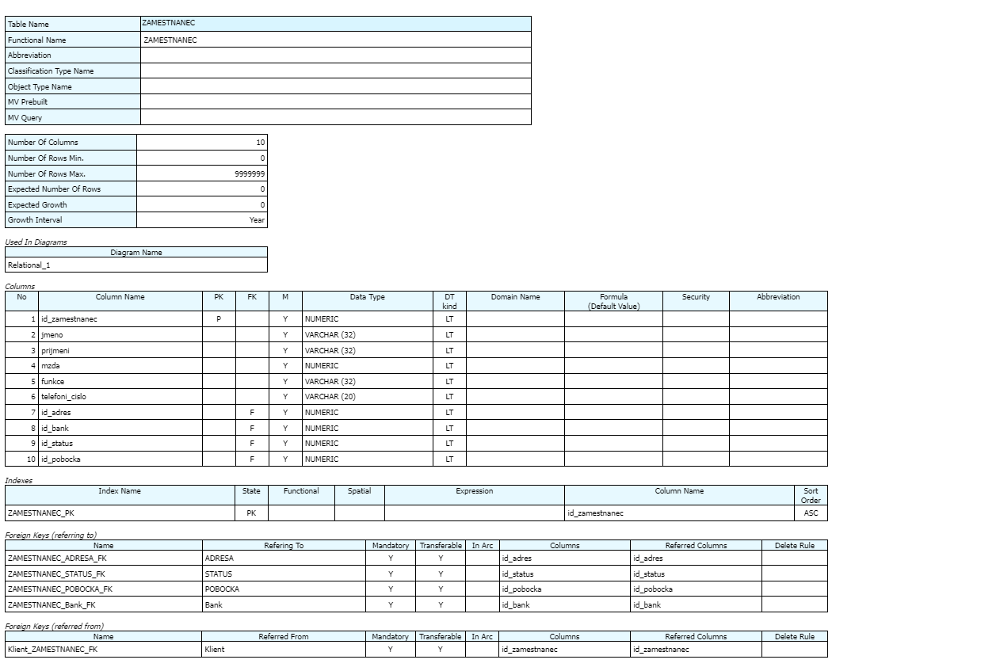 Table Name ZAMESTNANEC
Functional Name ZAMESTNANEC
Abbreviation
Classification Type Name
Object Type Name
MV Prebuilt
MV Query
Number Of Columns 10
Number Of Rows Min. 0
Number Of Rows Max. 9999999
Expected Number Of Rows 0
Expected Growth 0
Growth Interval Year
Used In Diagrams
Diagram Name
Relational_1
Columns
No Column Name PK FK M Data Type DT kind Domain Name Formula (Default Value) Security Abbreviation
1 id_zamestnanec P Y NUMERIC LT
2 jmeno Y VARCHAR (32) LT
3 prijmeni Y VARCHAR (32) LT
4 mzda Y NUMERIC LT
5 funkce Y VARCHAR (32) LT
6 telefoni_cislo Y VARCHAR (20) LT
7 id_adres F Y NUMERIC LT
8 id_bank F Y NUMERIC LT
9 id_status F Y NUMERIC LT
10 id_pobocka F Y NUMERIC LT
Indexes
Index Name State Functional Spatial Expression Column Name Sort Order
ZAMESTNANEC_PK PK id_zamestnanec ASC
Foreign Keys (referring to)
Name Refering To Mandatory Transferable In Arc Columns Referred Columns Delete Rule
ZAMESTNANEC_ADRESA_FK ADRESA Y Y id_adres id_adres
ZAMESTNANEC_STATUS_FK STATUS Y Y id_status id_status
ZAMESTNANEC_POBOCKA_FK POBOCKA Y Y id_pobocka id_pobocka
ZAMESTNANEC_Bank_FK Bank Y Y id_bank id_bank
Foreign Keys (referred from)
Name Referred From Mandatory Transferable In Arc Columns Referred Columns Delete Rule
Klient_ZAMESTNANEC_FK Klient Y Y id_zamestnanec id_zamestnanec